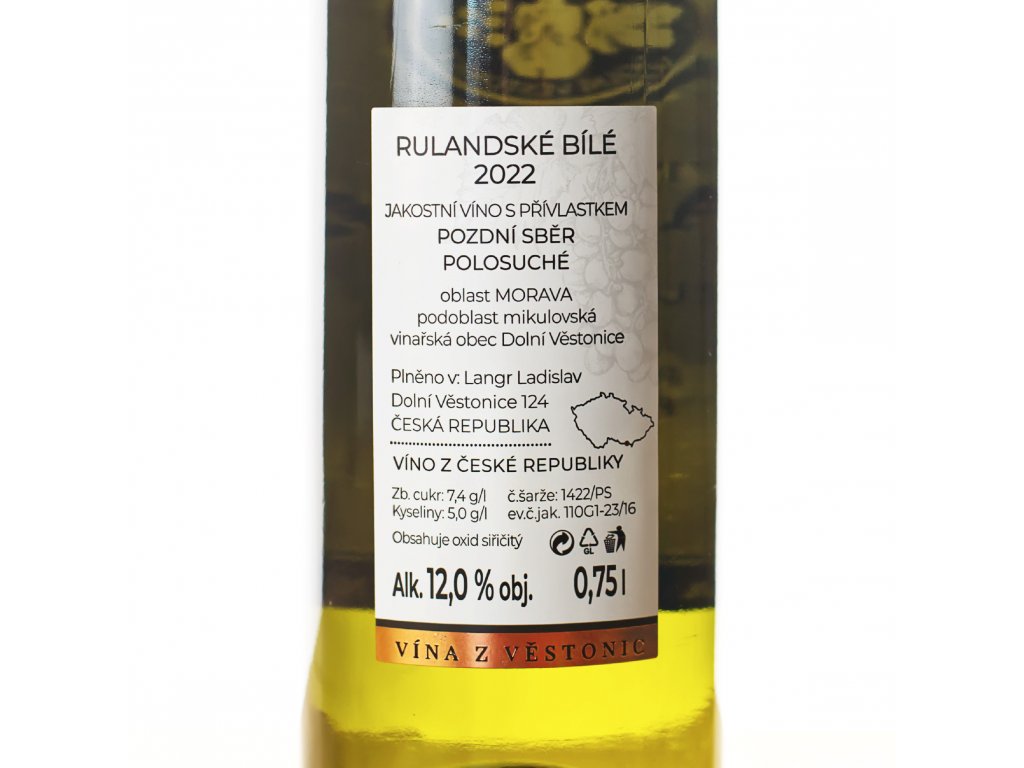 RULANDSKÉ BÍLÉ
2022
JAKOSTNÍ VÍNO S PŘÍVLASTKEM
POZDNÍ SBĚR
POLOSUCHÉ
oblast MORAVA
podoblast mikulovská
vinařská obec Dolní Věstonice
Plněno v: Langr Ladislav
Dolní Věstonice 124
ČESKÁ REPUBLIKA
VÍNO Z ČESKÉ REPUBLIKY
Zb. cukr: 7,4 g/l č.šarže: 1422/PS
Kyseliny: 5,0 g/l ev.č.jak. 110G1-23/16
Obsahuje oxid siřičitý
GL
Alk. 12,0 % obj. 0,75 l
VÍNA Z VĚSTONIC